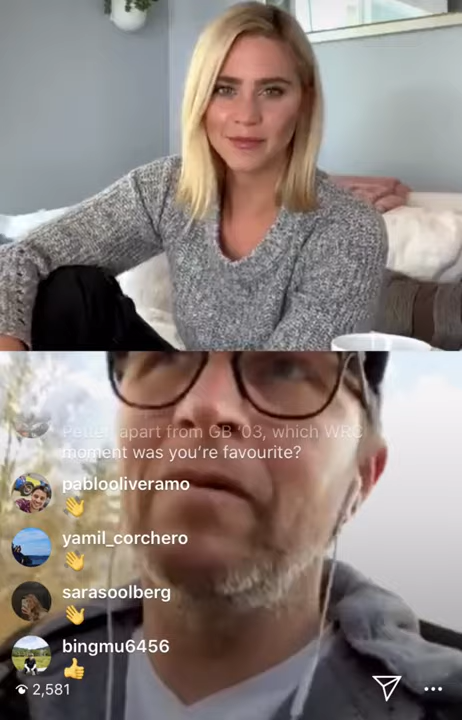 Petter, apart from GB '03, which WRC
moment was you're favourite?
pablooliveramo
👋
yamil_corchero
👋
sarasoolberg
👋
bingmu6456
👍
2,581